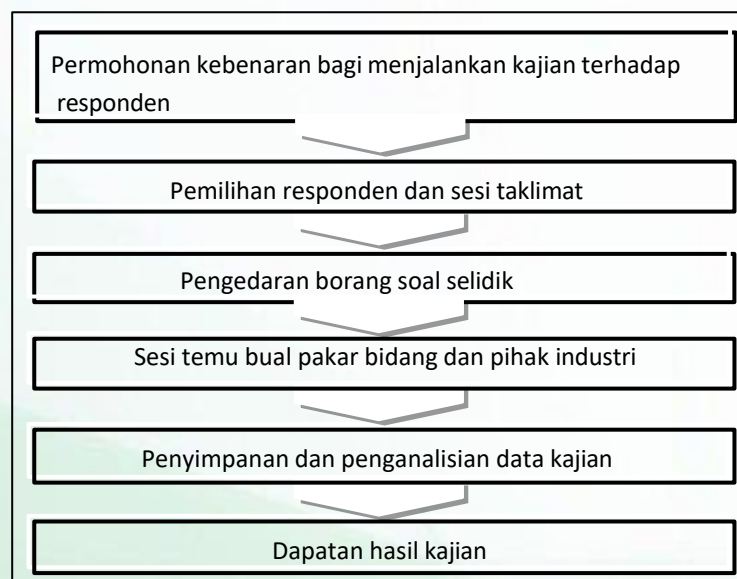 Permohonan kebenaran bagi menjalankan kajian terhadap
responden
Pemilihan responden dan sesi taklimat
Pengedaran borang soal selidik
Sesi temu bual pakar bidang dan pihak industri
Penyimpanan dan penganalisian data kajian
Dapatan hasil kajian